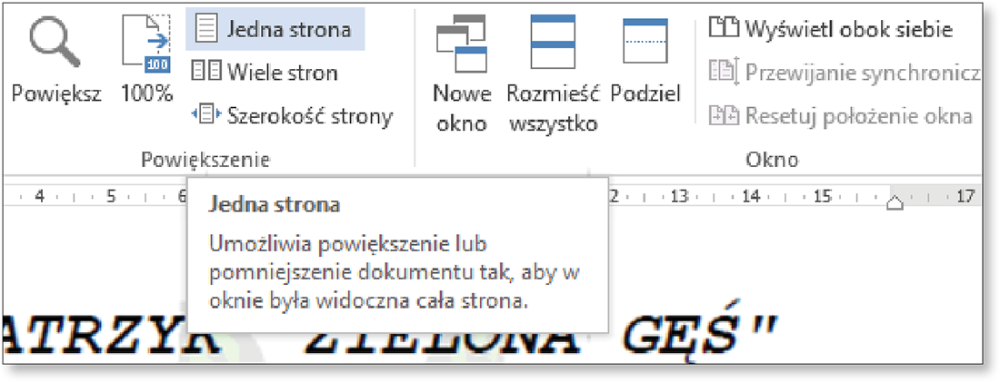 Powiększ
100
100%
Jedna strona
Wiele stron
Szerokość strony
Powiększenie
Nowe
okno
Rozmieść
wszystko
Podziel
Wyświetl obok siebie
Przewijanie synchronicz
Resetuj położenie okna
Okno
4 5 6 2 13 14 15 17
Jedna strona
Umożliwia powiększenie lub
pomniejszenie dokumentu tak, aby w
oknie była widoczna cała strona.
ATRZYK ZIELONA GĘŚ"